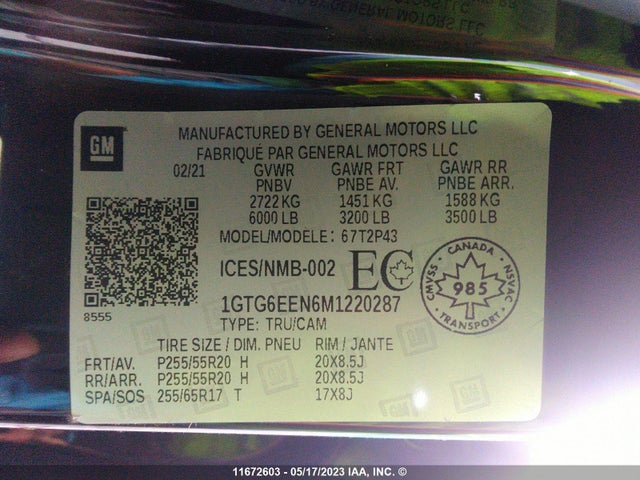 GM
MANUFACTURED BY GENERAL MOTORS LLC
FABRIQUÉ PAR GENERAL MOTORS LLC
02/21 GVWR GAWR FRT GAWR RR
PNBV PNBE AV. PNBE ARR.
2722 KG 1451 KG 1588 KG
6000 LB 3200 LB 3500 LB
MODEL/MODELE: 67T2P43
ICES/NMB-002 EC
CANADA
CMVSS 985 NSVAC
TRANSPORT
8555
1GTG6EEN6M1220287
TYPE: TRU/CAM
TIRE SIZE / DIM. PNEU RIM / JANTE
FRT/AV. P255/55R20 H 20X8.5J
RR/ARR. P255/55R20 H 20X8.5J
SPA/SOS 255/65R17 T 17X8J
11672603 - 05/17/2023 IAA, INC. ©